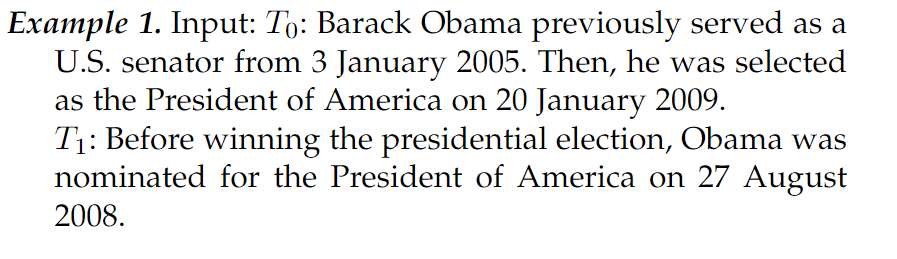 Example 1. Input: T0: Barack Obama previously served as a
U.S. senator from 3 January 2005. Then, he was selected
as the President of America on 20 January 2009.
T1: Before winning the presidential election, Obama was
nominated for the President of America on 27 August
2008.